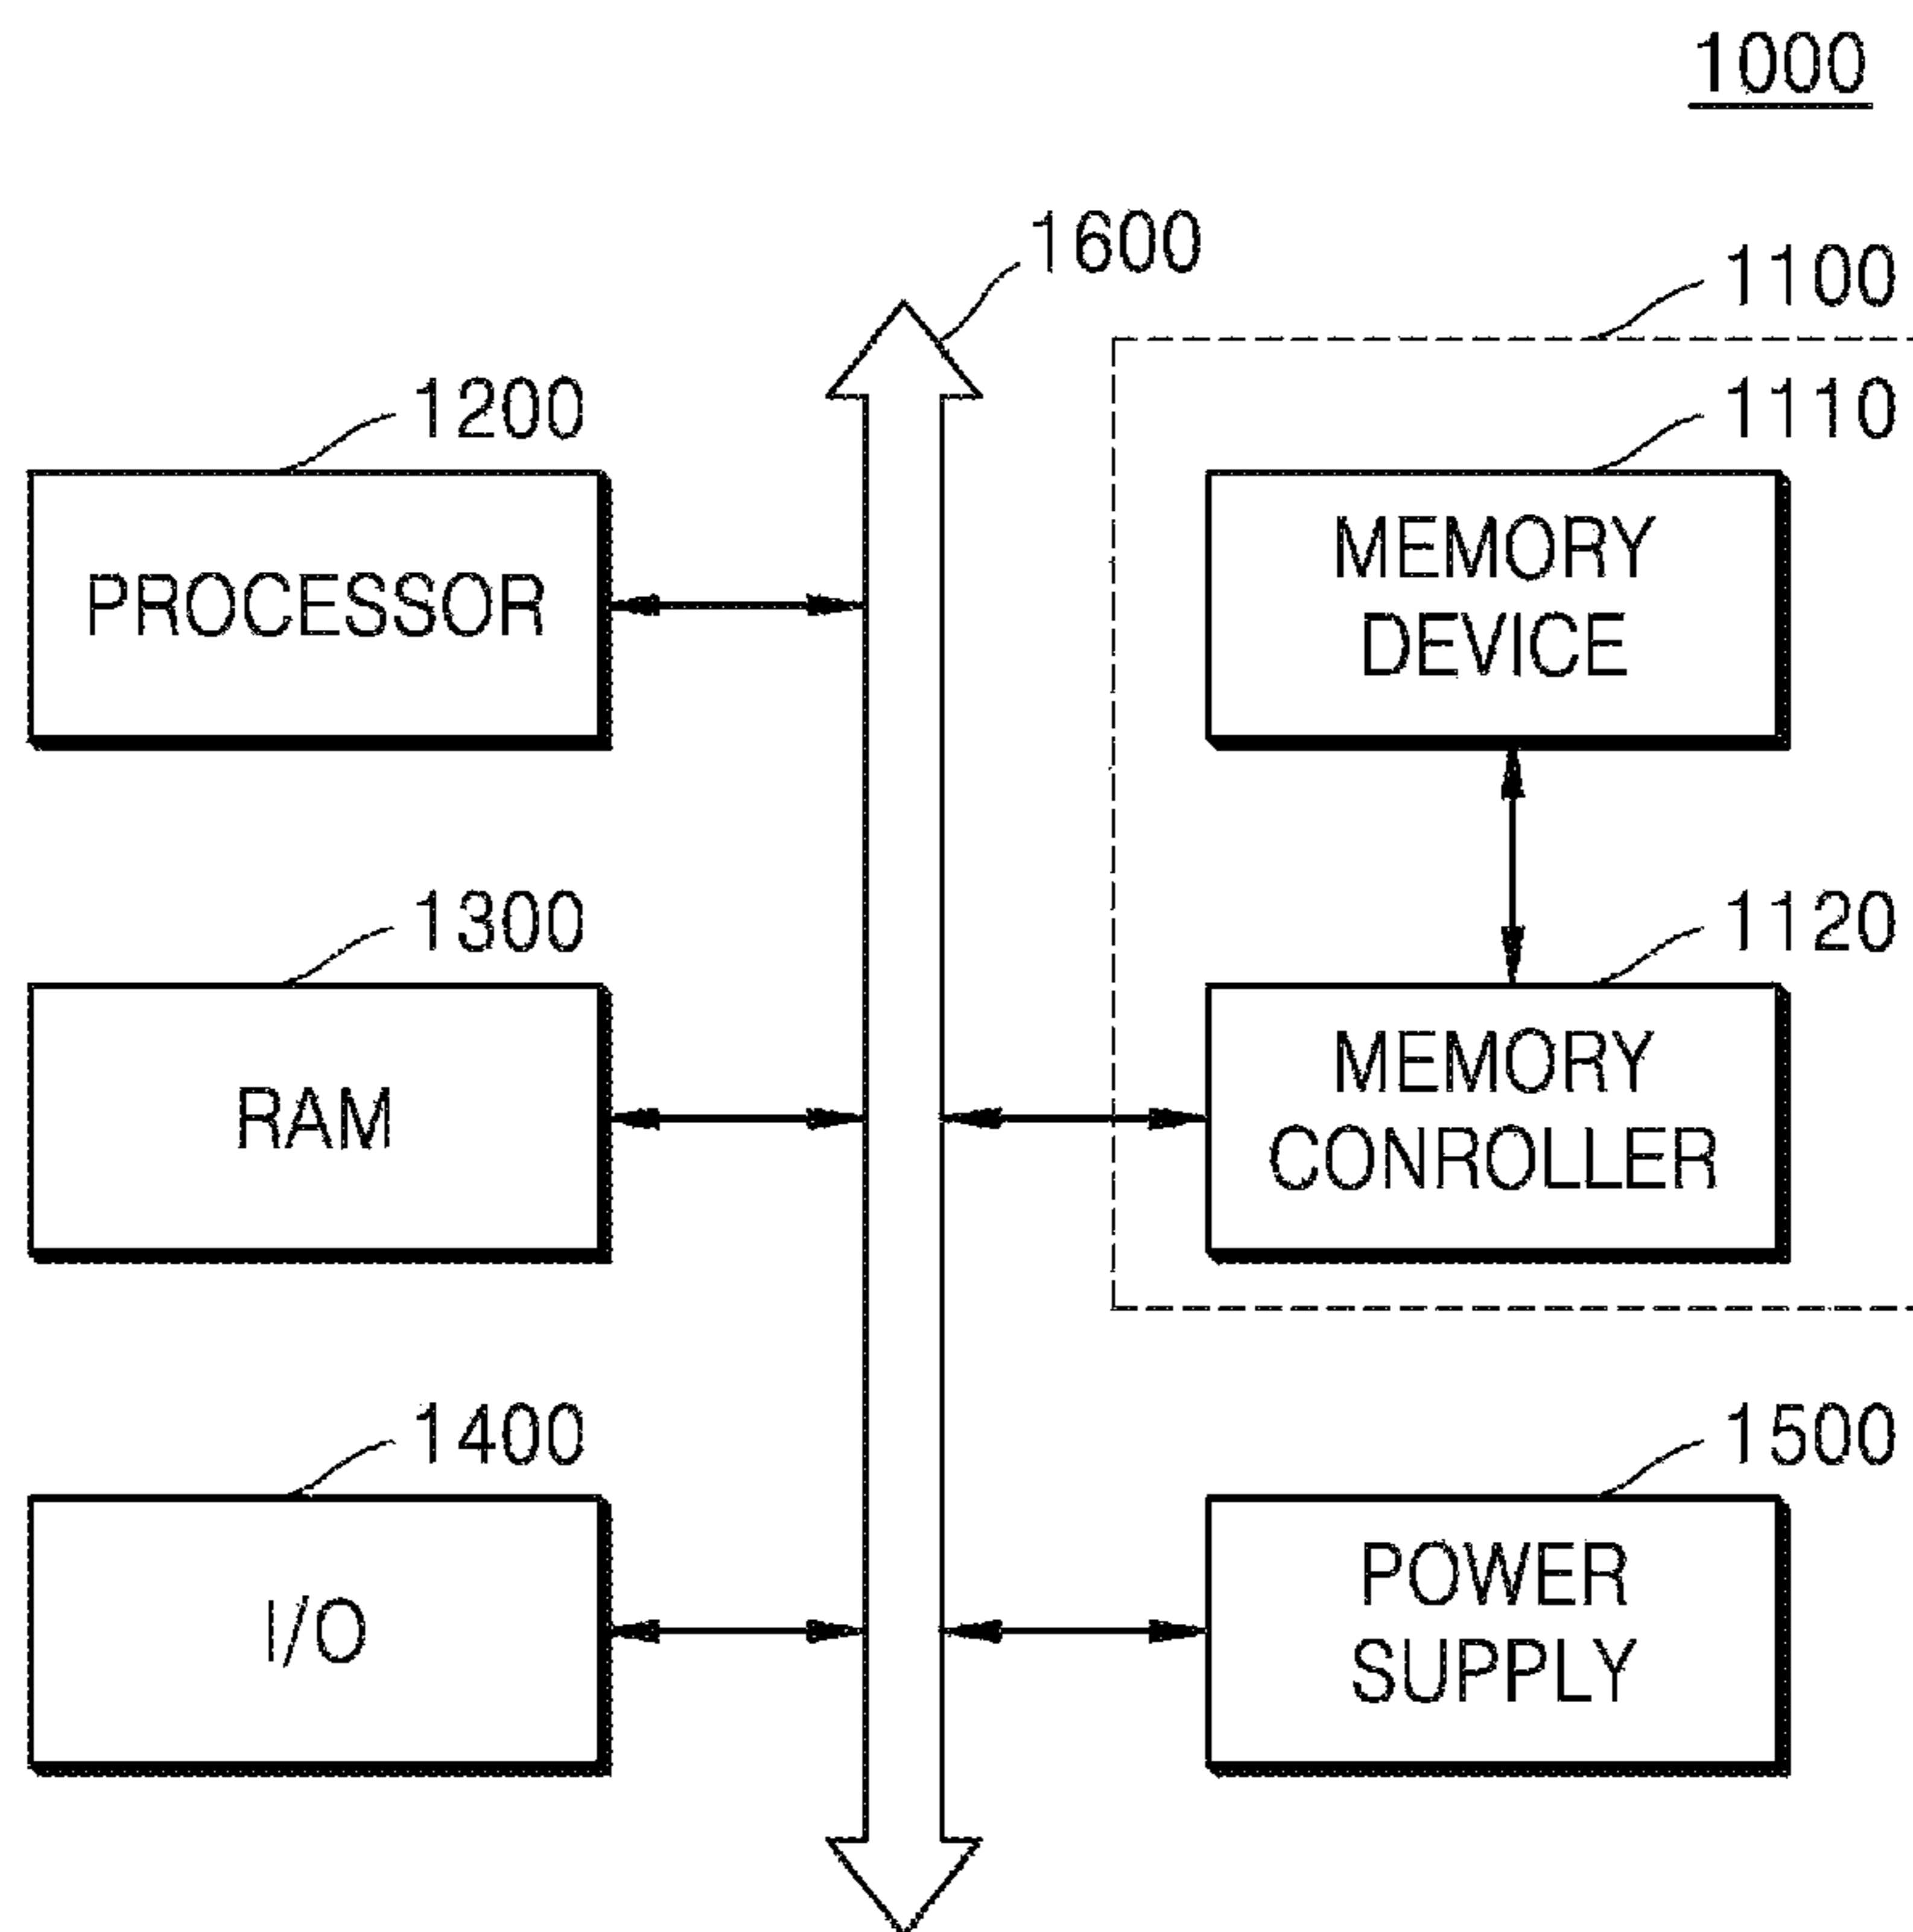 1000
1600
1100
1200
1110
PROCESSOR
MEMORY
DEVICE
1300
1120
RAM
MEMORY
CONROLLER
1400
1500
I/O
POWER
SUPPLY